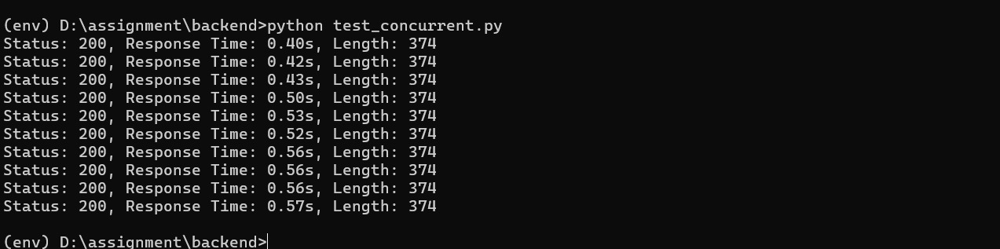 (env) D:\assignment\backend>python test_concurrent.py
Status: 200, Response Time: 0.40s, Length: 374
Status: 200, Response Time: 0.42s, Length: 374
Status: 200, Response Time: 0.43s, Length: 374
Status: 200, Response Time: 0.50s, Length: 374
Status: 200, Response Time: 0.53s, Length: 374
Status: 200, Response Time: 0.52s, Length: 374
Status: 200, Response Time: 0.56s, Length: 374
Status: 200, Response Time: 0.56s, Length: 374
Status: 200, Response Time: 0.56s, Length: 374
Status: 200, Response Time: 0.57s, Length: 374
(env) D:\assignment\backend>